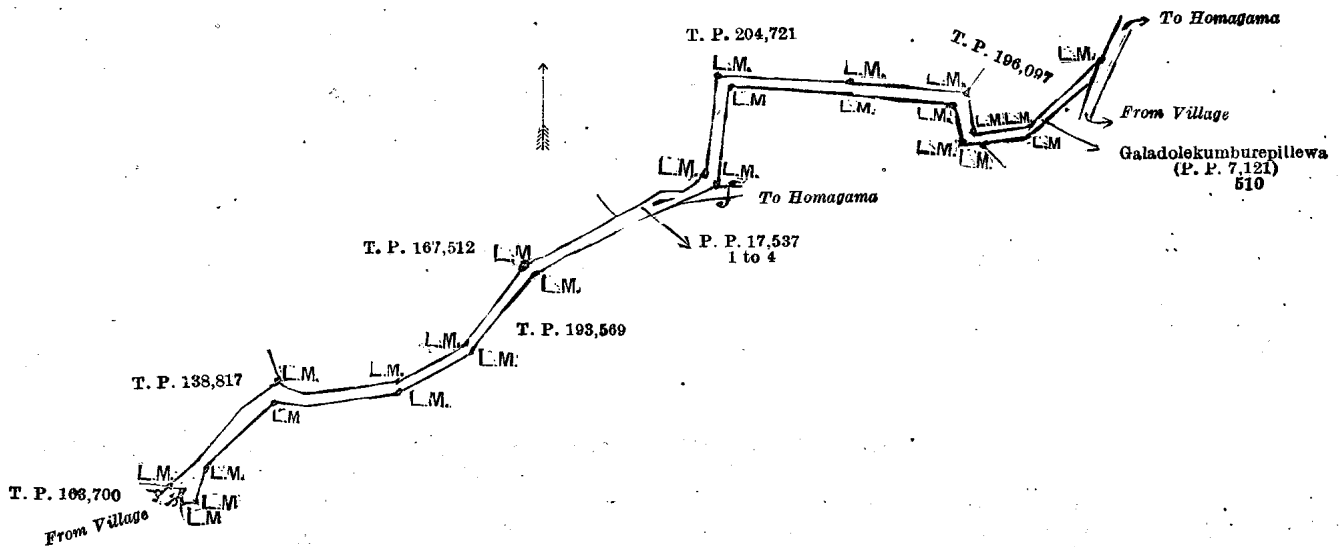 To Homagama
T. P. 204,721
T. P. 196,097
L.M.
L.M.
L.M.
L.M.
L.M
L.M.
L.M.
From Village
L.M.
L.M.
L.M
Galadolekumburepillewa
(P. P. 7,121)
510
L.M.
L.M.
L.M.
To Homagama
P. P. 17,537
1 to 4
T. P. 167,512
L.M
L.M.
T. P. 193,569
L.M.
L.M.
L.M.
L.M.
T. P. 138,817
L.M.
L.M
L.M.
L.M.
T. P. 163,700
L.M
L.M
From Village